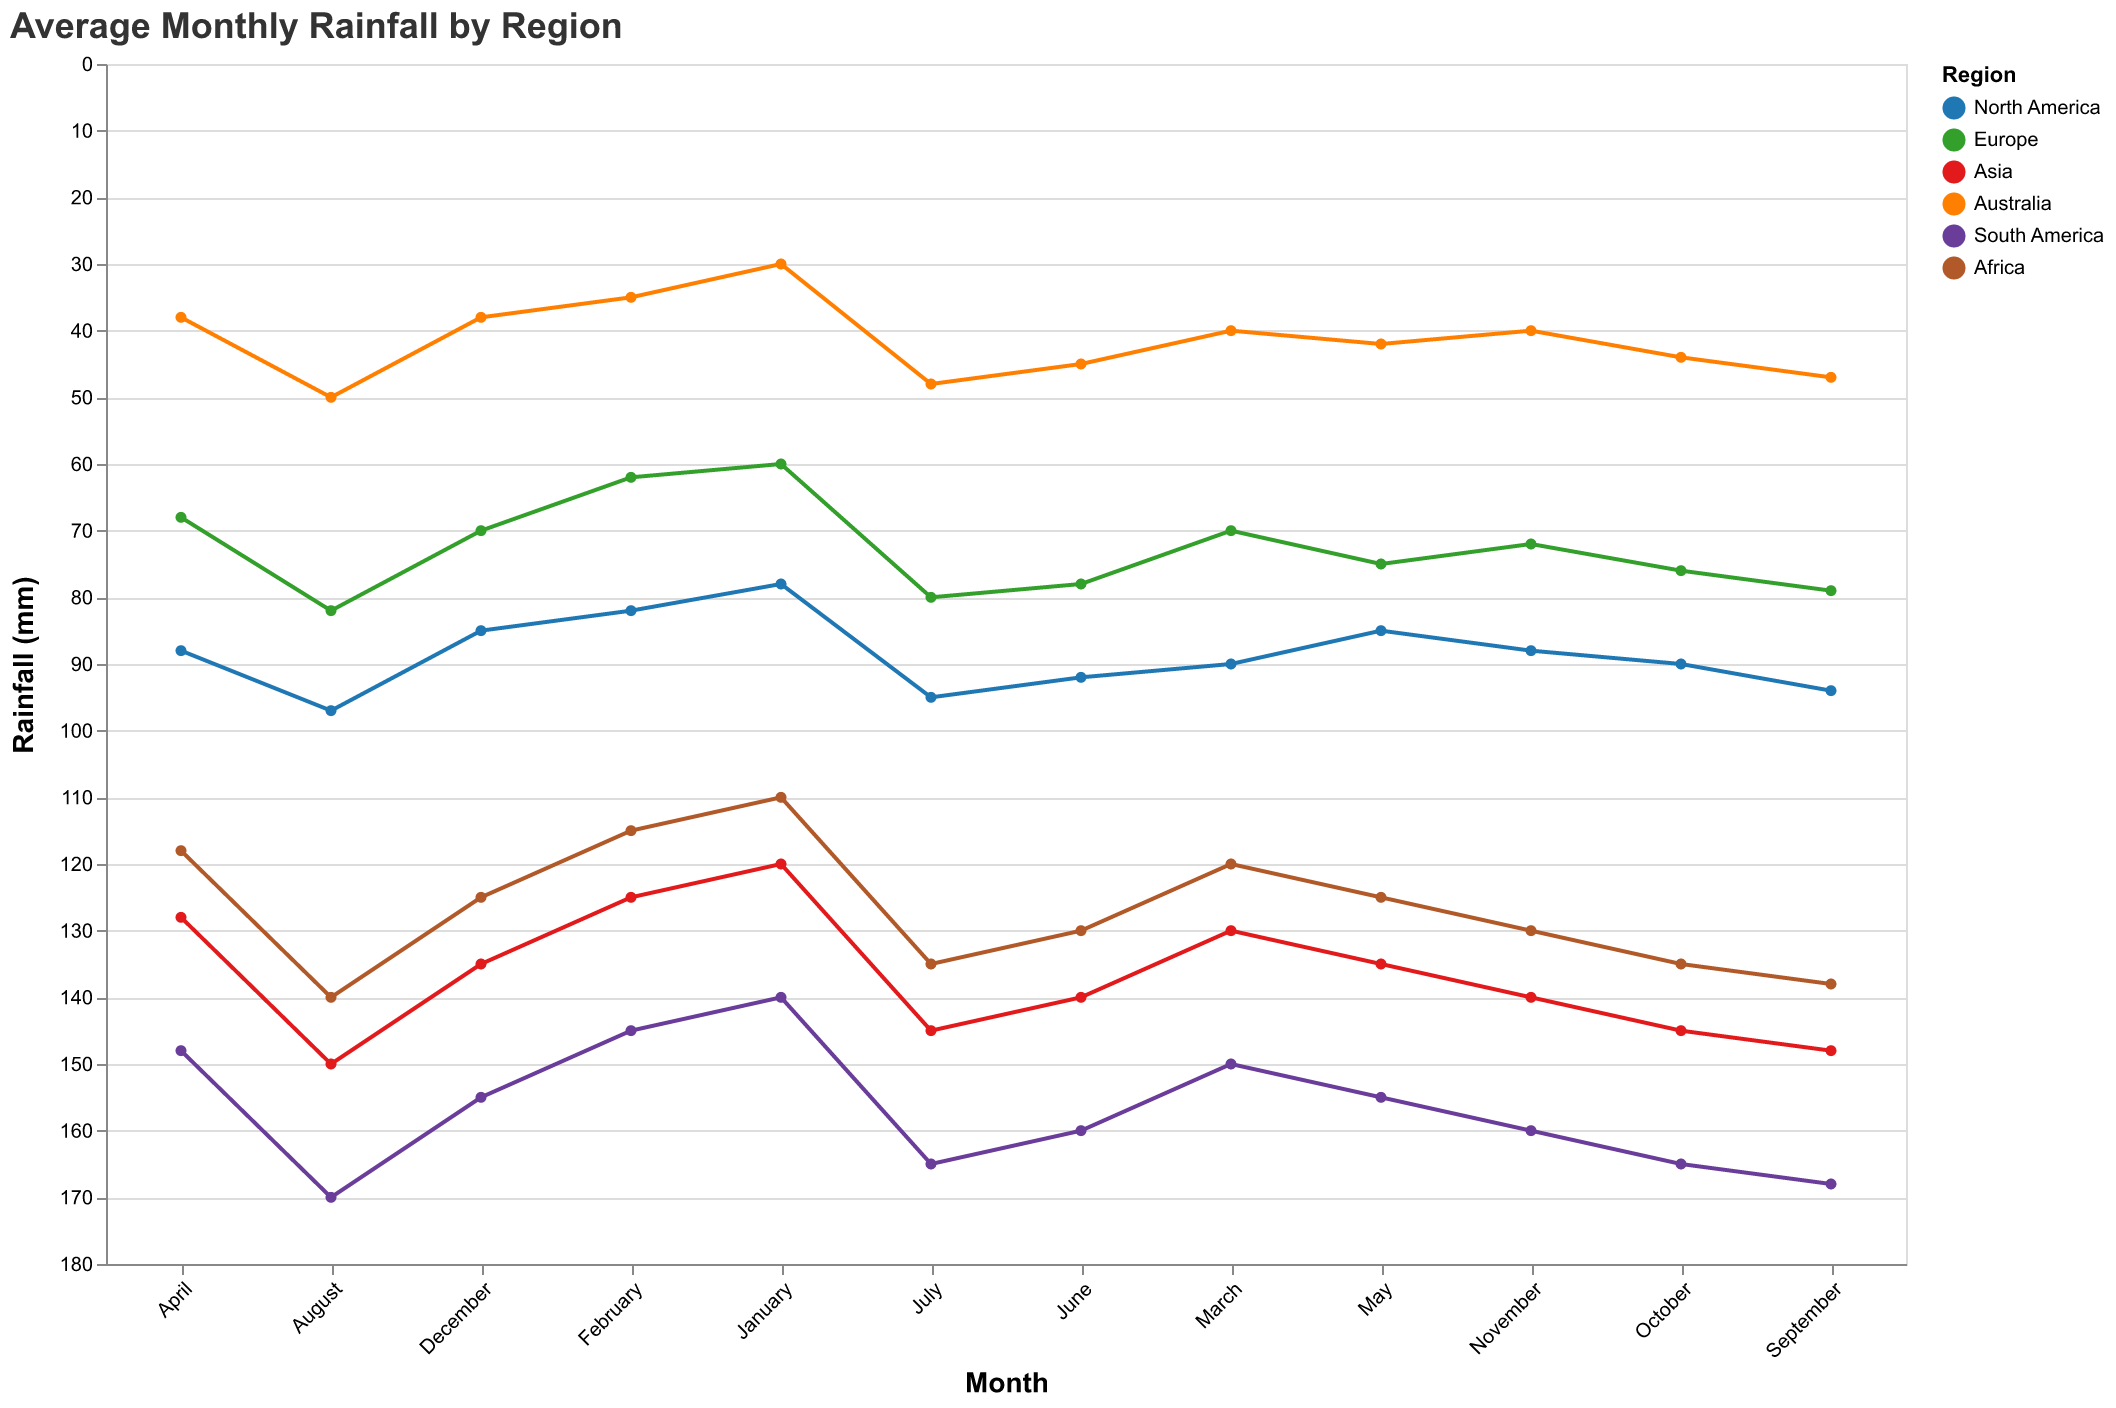 Average Monthly Rainfall by Region
Rainfall (mm)
0
10
20
30
40
50
60
70
80
90
100
110
120
130
140
150
160
170
180
April
August
December
February
January
July
June
March
May
November
October
September
Month
Region
North America
Europe
Asia
Australia
South America
Africa